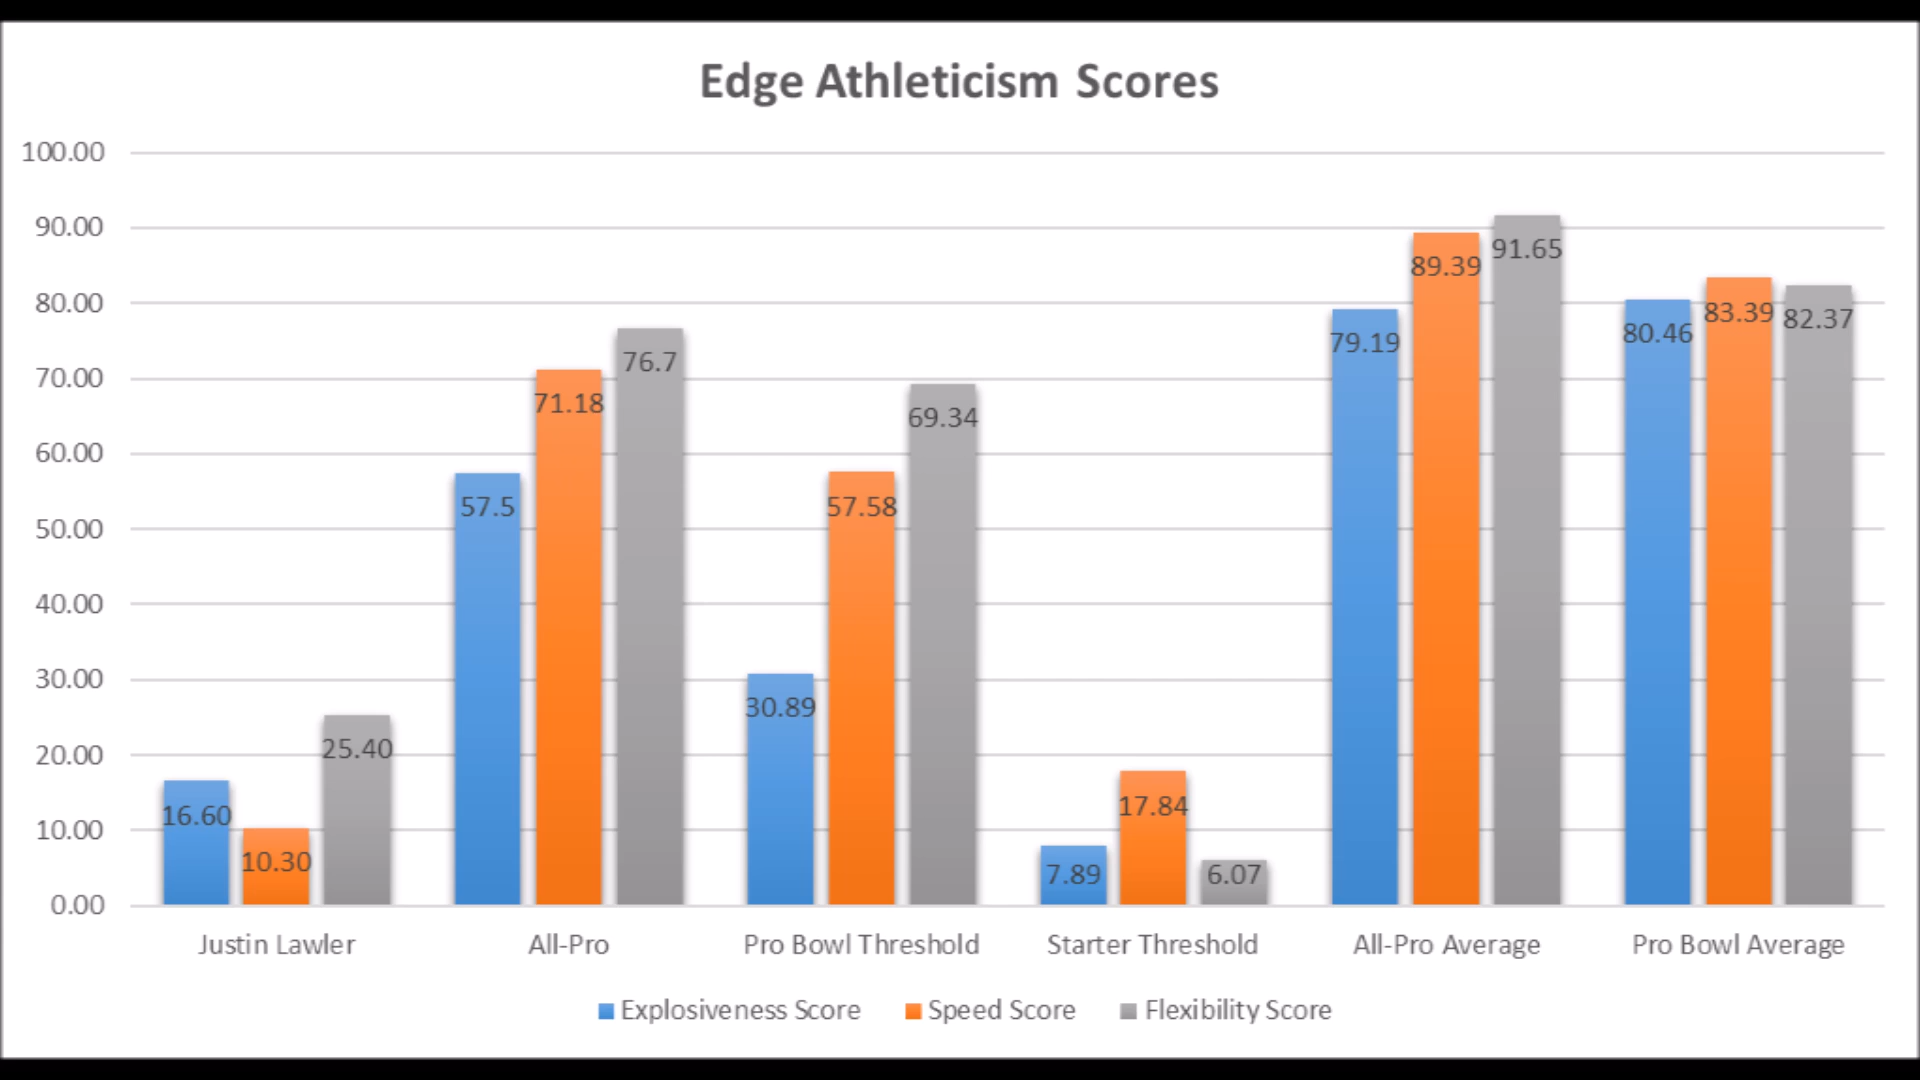 Edge Athleticism Scores
100.00
90.00
80.00
70.00
60.00
50.00
40.00
30.00
20.00
10.00
0.00
16.60
10.30
25.40
57.5
71.18
76.7
30.89
57.58
69.34
7.89
17.84
6.07
79.19
89.39
91.65
80.46
83.39
82.37
Justin Lawler
All-Pro
Pro Bowl Threshold
Starter Threshold
All-Pro Average
Pro Bowl Average
Explosiveness Score
Speed Score
Flexibility Score